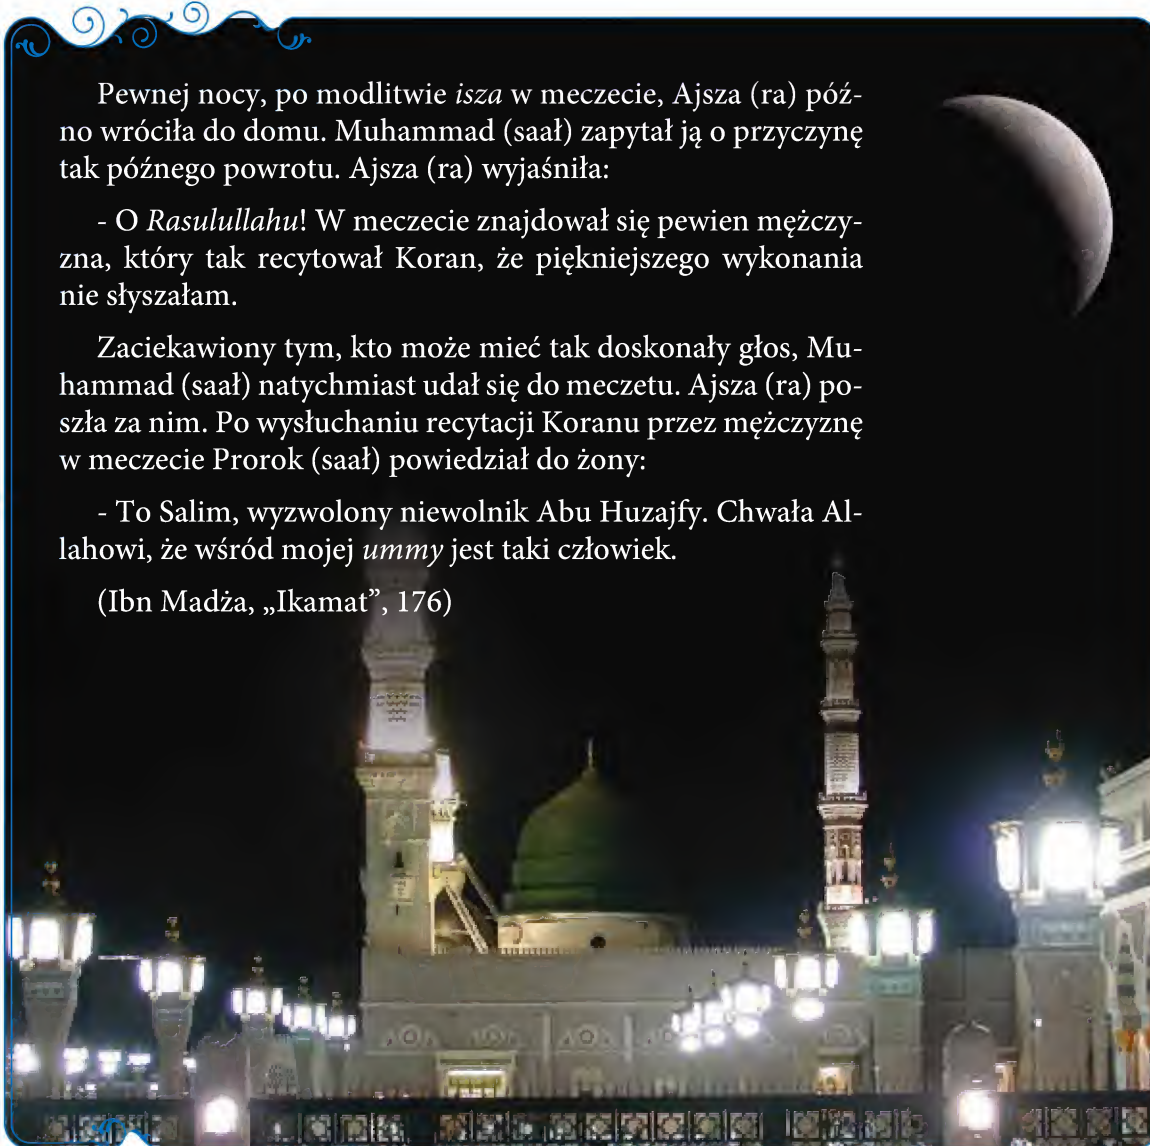 Pewnej nocy, po modlitwie isza w meczecie, Ajsza (ra) póź-
no wróciła do domu. Muhammad (saał) zapytał ją o przyczynę
tak późnego powrotu. Ajsza (ra) wyjaśniła:
- O Rasulullahu! W meczecie znajdował się pewien mężczy-
zna, który tak recytował Koran, że piękniejszego wykonania
nie słyszałam.
Zaciekawiony tym, kto może mieć tak doskonały głos, Mu-
hammad (saał) natychmiast udał się do meczetu. Ajsza (ra) po-
szła za nim. Po wysłuchaniu recytacji Koranu przez mężczyznę
w meczecie Prorok (saał) powiedział do żony:
- To Salim, wyzwolony niewolnik Abu Huzajfy. Chwała Al-
lahowi, że wśród mojej ummy jest taki człowiek.
(Ibn Madża, „Ikamat”, 176)